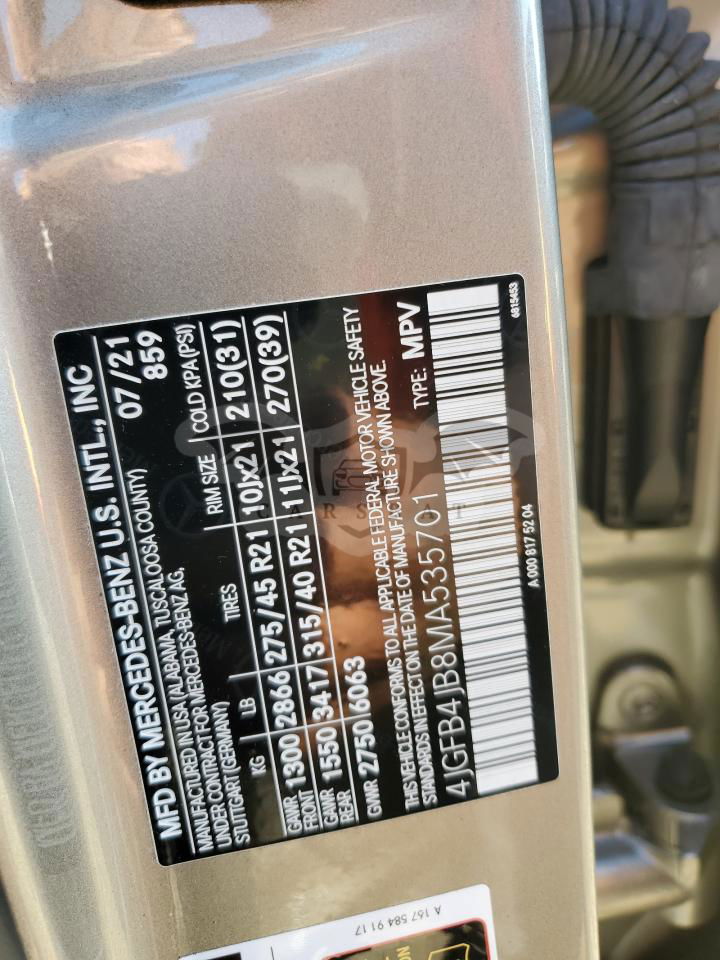 MFD BY MERCEDES-BENZ U.S. INTL., INC
MANUFACTURED IN USA (ALABAMA, TUSCALOOSA COUNTY) 07/21
UNDER CONTRACT FOR MERCEDES-BENZ AG, 859
STUTTGART (GERMANY)
KG LB TIRES RIM SIZE COLD KPA (PSI)
GAWR FRONT 1300 2866 275/45 R21 10Jx21 210(31)
GAWR REAR 1550 3417 315/40 R21 11Jx21 270(39)
GVWR 2750 6063
THIS VEHICLE CONFORMS TO ALL APPLICABLE FEDERAL MOTOR VEHICLE SAFETY
STANDARDS IN EFFECT ON THE DATE OF MANUFACTURE SHOWN ABOVE.
4JGFB4JB8MA535701 TYPE: MPV
A 000 817 52 04 6815453
A 167 584 91 17